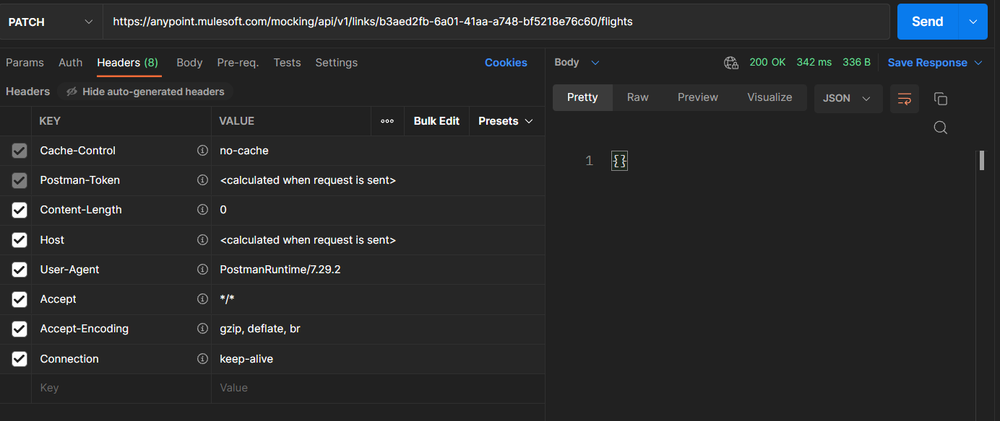 PATCH
https://anypoint.mulesoft.com/mocking/api/v1/links/b3aed2fb-6a01-41aa-a748-bf5218e76c60/flights
Send
Params Auth Headers (8) Body Pre-req. Tests Settings Cookies
Headers Hide auto-generated headers
KEY VALUE ooo Bulk Edit Presets
Cache-Control no-cache
Postman-Token <calculated when request is sent>
Content-Length 0
Host <calculated when request is sent>
User-Agent PostmanRuntime/7.29.2
Accept */*
Accept-Encoding gzip, deflate, br
Connection keep-alive
Key Value
Body 200 OK 342 ms 336 B Save Response
Pretty Raw Preview Visualize JSON
1 {}